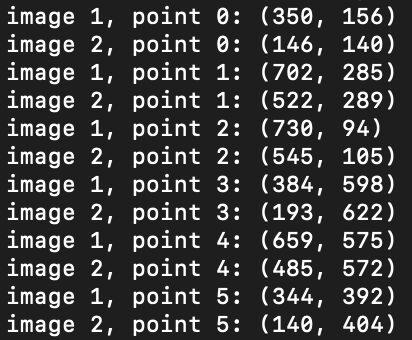 image 1, point 0: (350, 156)
image 2, point 0: (146, 140)
image 1, point 1: (702, 285)
image 2, point 1: (522, 289)
image 1, point 2: (730, 94)
image 2, point 2: (545, 105)
image 1, point 3: (384, 598)
image 2, point 3: (193, 622)
image 1, point 4: (659, 575)
image 2, point 4: (485, 572)
image 1, point 5: (344, 392)
image 2, point 5: (140, 404)